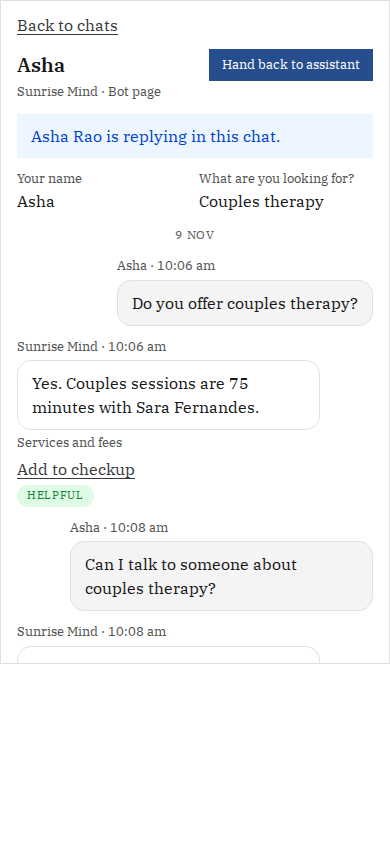 Back to chats
Asha
Hand back to assistant
Sunrise Mind · Bot page
Asha Rao is replying in this chat.
Your name
Asha
What are you looking for?
Couples therapy
9 NOV
Asha · 10:06 am
Do you offer couples therapy?
Sunrise Mind · 10:06 am
Yes. Couples sessions are 75
minutes with Sara Fernandes.
Services and fees
Add to checkup
HELPFUL
Asha · 10:08 am
Can I talk to someone about
couples therapy?
Sunrise Mind · 10:08 am